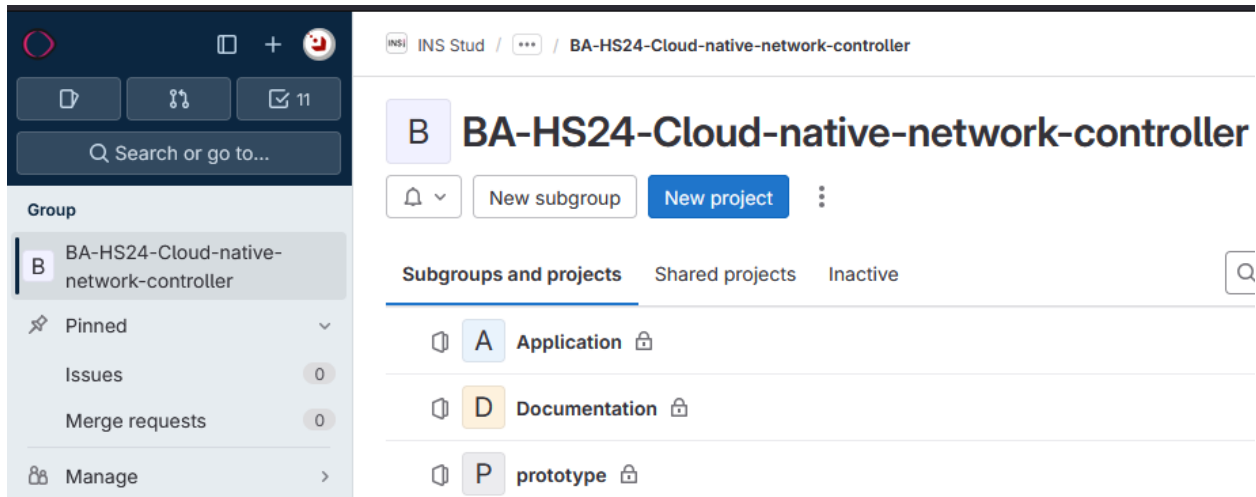 11
Search or go to...
Group
B BA-HS24-Cloud-native-
network-controller
Pinned
Issues 0
Merge requests 0
Manage
INS Stud / ... / BA-HS24-Cloud-native-network-controller
B BA-HS24-Cloud-native-network-controller
New subgroup New project
Subgroups and projects Shared projects Inactive
A Application
D Documentation
P prototype